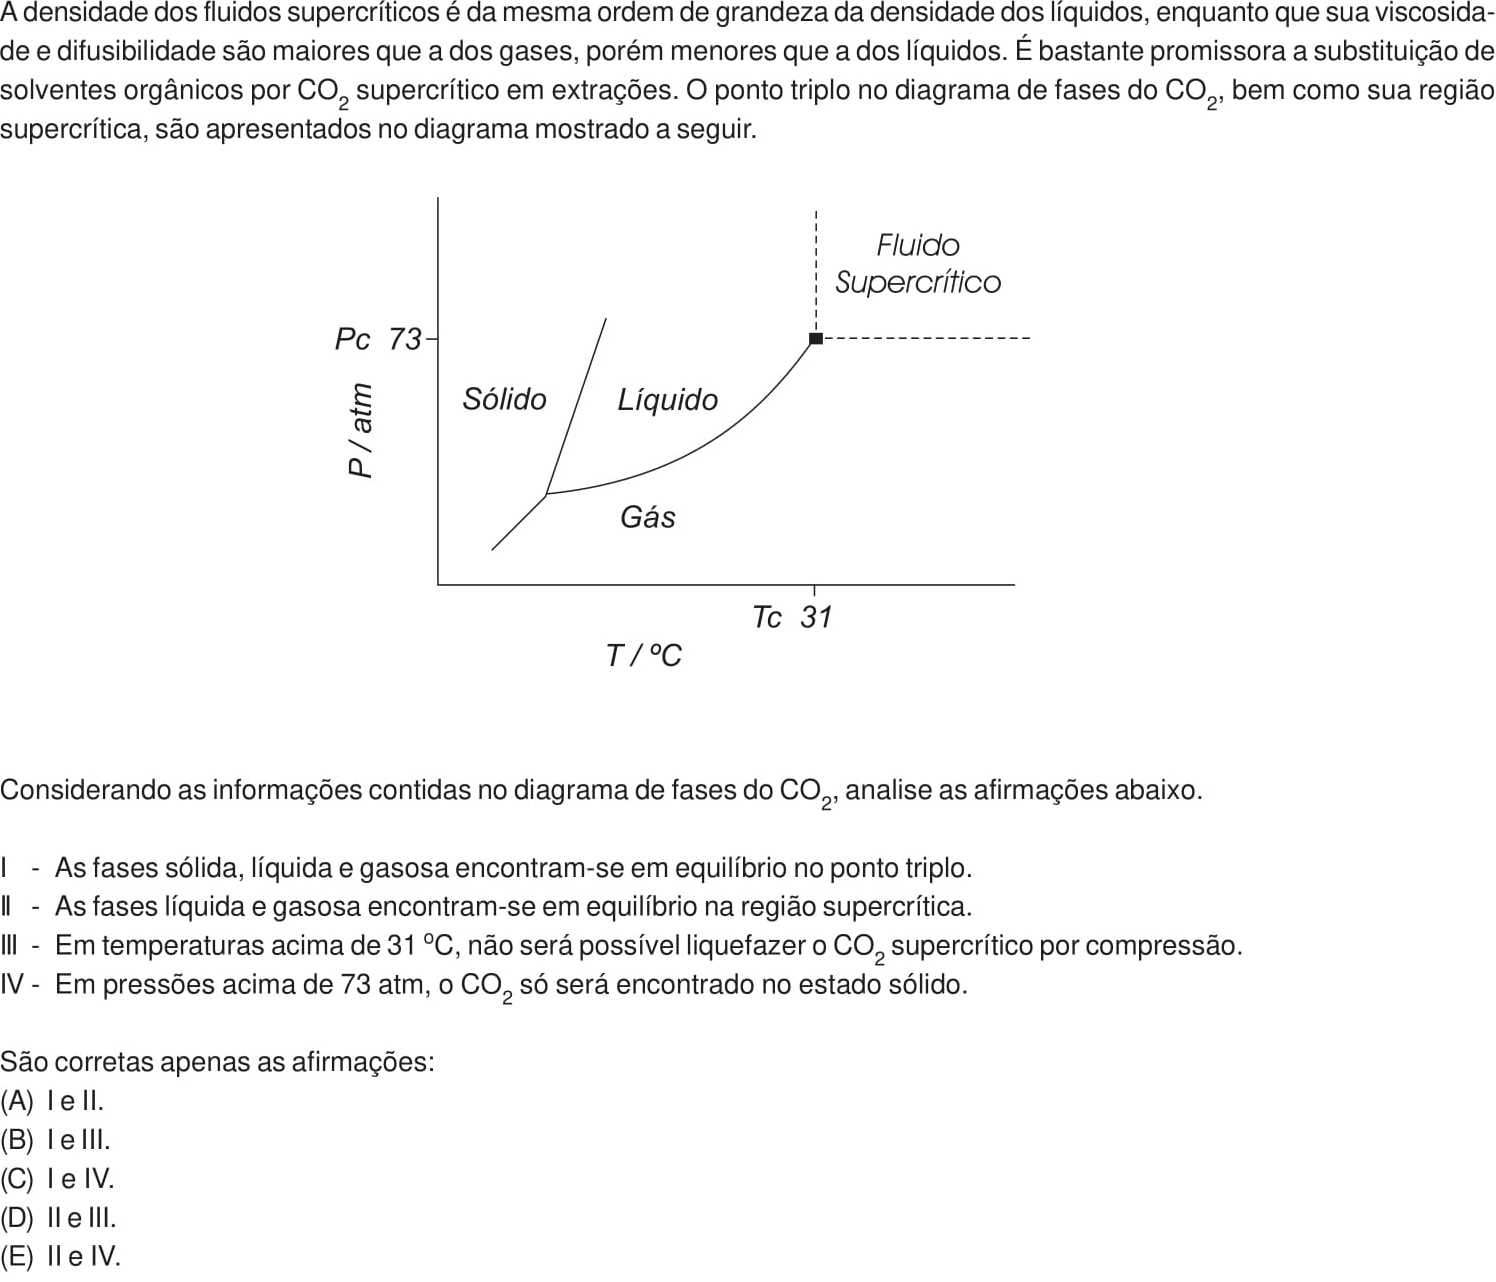 A densidade dos fluidos supercríticos é da mesma ordem de grandeza da densidade dos líquidos, enquanto que sua viscosida-
de e difusibilidade são maiores que a dos gases, porém menores que a dos líquidos. É bastante promissora a substituição de
solventes orgânicos por CO2 supercrítico em extrações. O ponto triplo no diagrama de fases do CO2, bem como sua região
supercrítica, são apresentados no diagrama mostrado a seguir.
Fluido
Supercrítico
Pc 73
Sólido
Líquido
P / atm
Gás
Tc 31
T / ºC
Considerando as informações contidas no diagrama de fases do CO2, analise as afirmações abaixo.
I - As fases sólida, líquida e gasosa encontram-se em equilíbrio no ponto triplo.
II - As fases líquida e gasosa encontram-se em equilíbrio na região supercrítica.
III - Em temperaturas acima de 31 ºC, não será possível liquefazer o CO2 supercrítico por compressão.
IV - Em pressões acima de 73 atm, o CO2 só será encontrado no estado sólido.
São corretas apenas as afirmações:
(A) I e II.
(B) I e III.
(C) I e IV.
(D) II e III.
(E) II e IV.